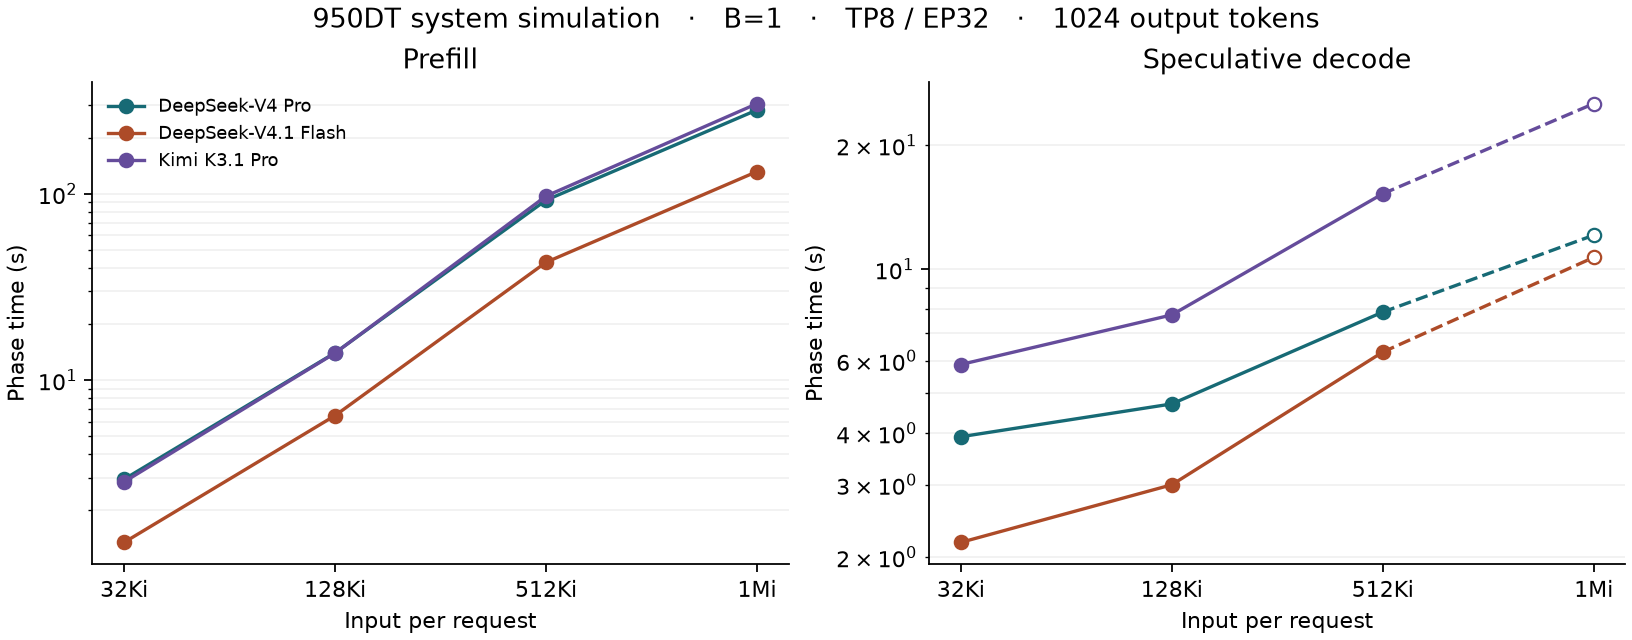 950DT system simulation · B=1 · TP8 / EP32 · 1024 output tokens
Prefill
DeepSeek-V4 Pro
DeepSeek-V4.1 Flash
Kimi K3.1 Pro
10²
10¹
Phase time (s)
32Ki 128Ki 512Ki 1Mi
Input per request
Speculative decode
2 × 10¹
10¹
6 × 10⁰
4 × 10⁰
3 × 10⁰
2 × 10⁰
Phase time (s)
32Ki 128Ki 512Ki 1Mi
Input per request